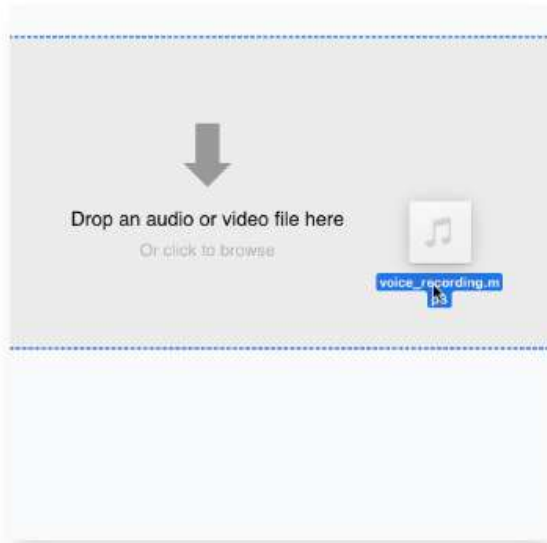 Drop an audio or video file here
Or click to browse
voice_recording.m
p3